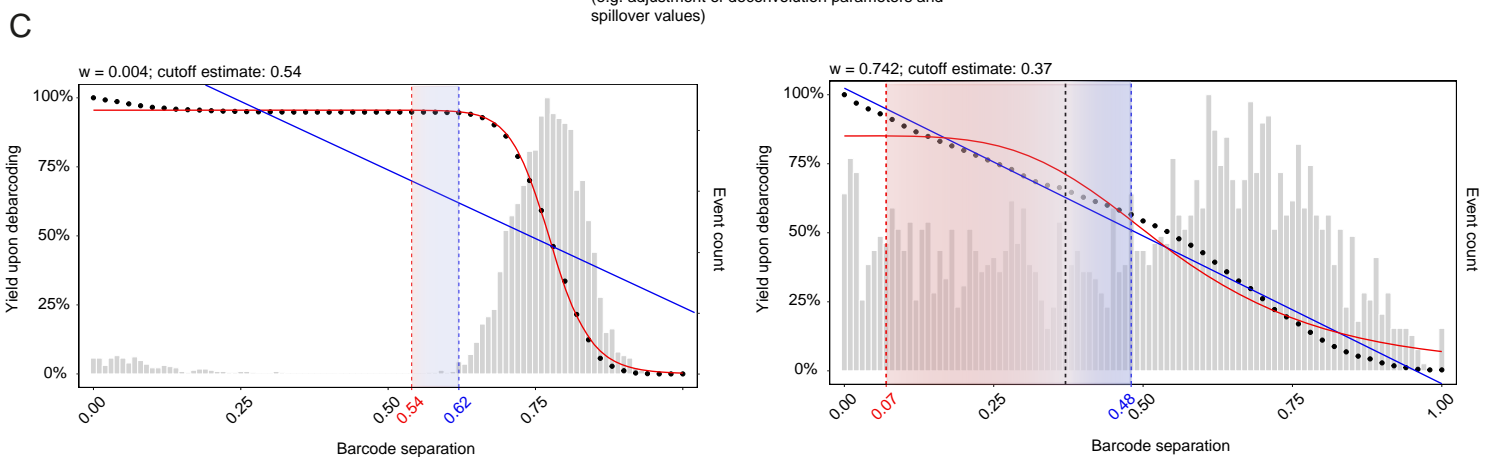 spillover values)
C
w = 0.004; cutoff estimate: 0.54
100%
75%
50%
25%
0%
Yield upon debarcoding
Event count
0.00
0.25
0.50
0.54
0.62
0.75
Barcode separation
w = 0.742; cutoff estimate: 0.37
100%
75%
50%
25%
0%
Yield upon debarcoding
Event count
0.00
0.07
0.25
0.48
0.50
0.75
1.00
Barcode separation